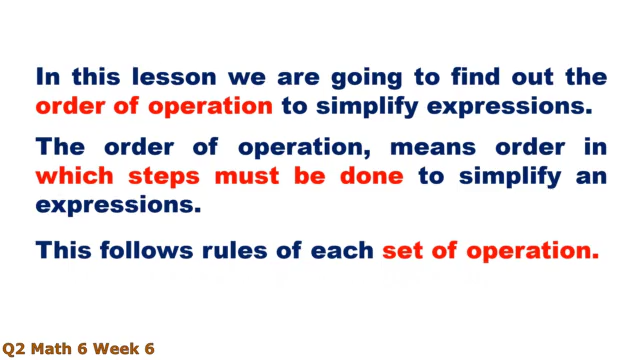 In this lesson we are going to find out the
order of operation to simplify expressions.
The order of operation, means order in
which steps must be done to simplify an
expressions.
This follows rules of each set of operation.
Q2 Math 6 Week 6